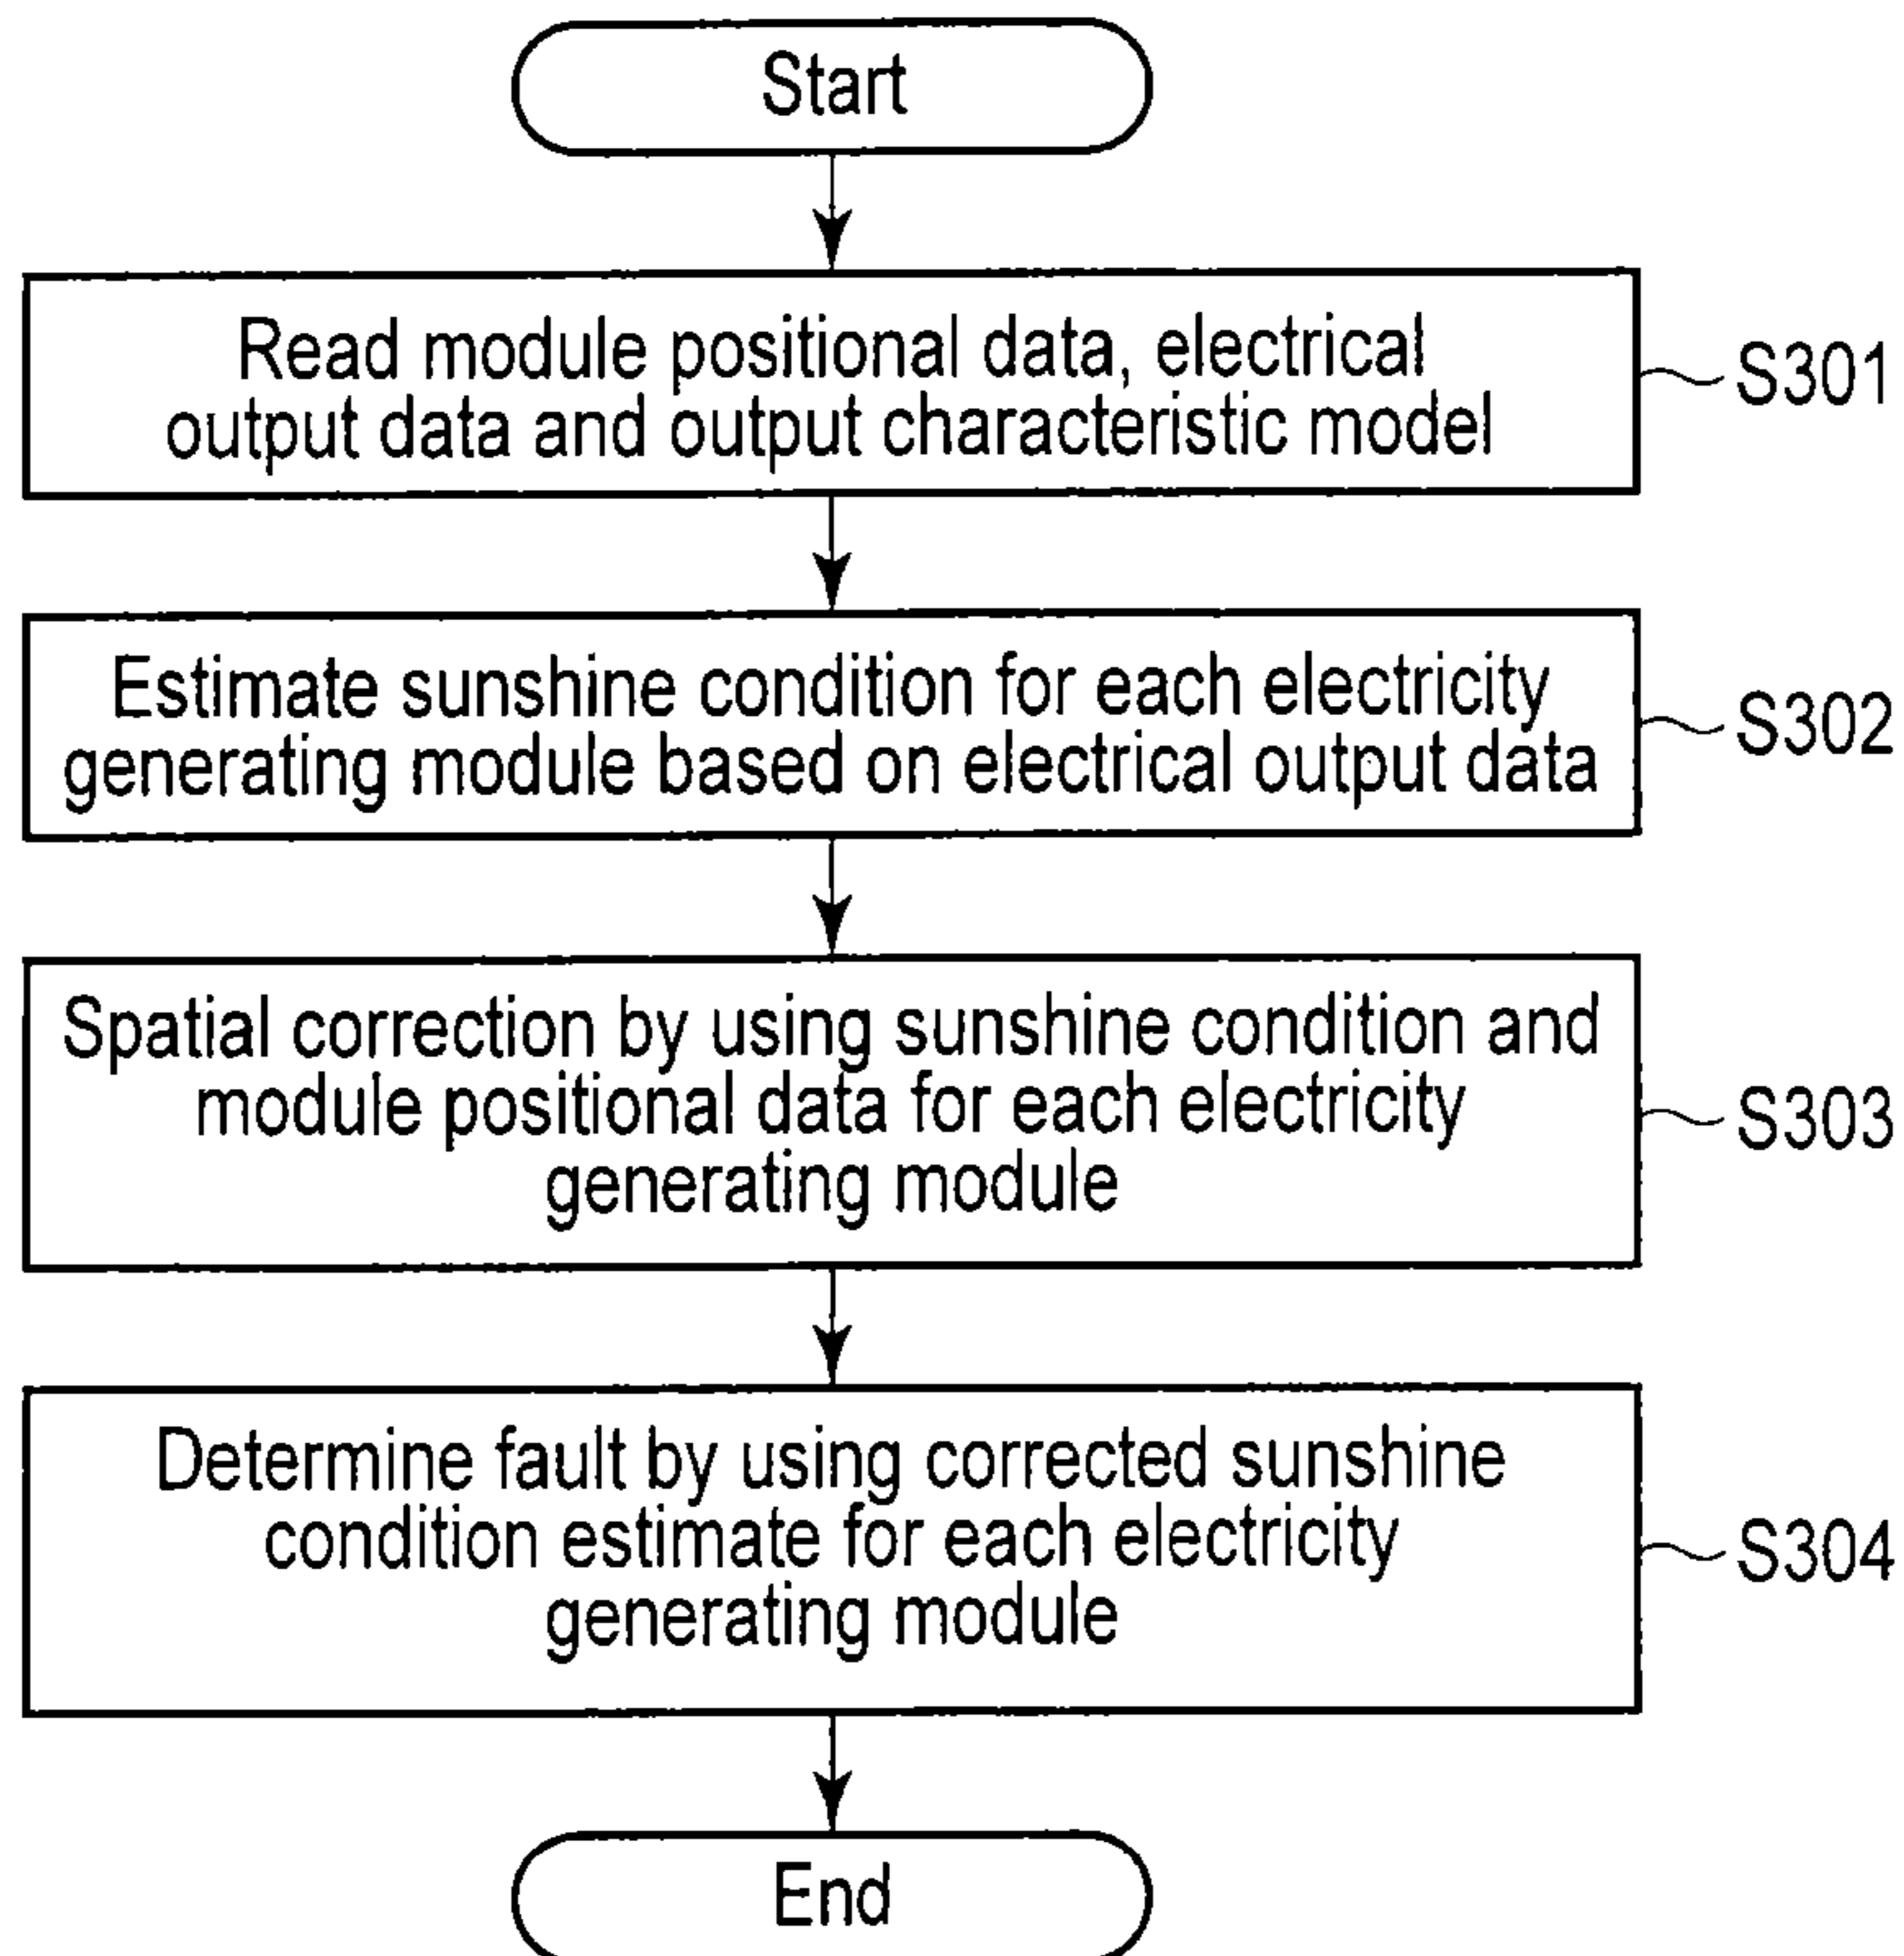 Start
Read module positional data, electrical
output data and output characteristic model
S301
Estimate sunshine condition for each electricity
generating module based on electrical output data
S302
Spatial correction by using sunshine condition and
module positional data for each electricity
generating module
S303
Determine fault by using corrected sunshine
condition estimate for each electricity
generating module
S304
End